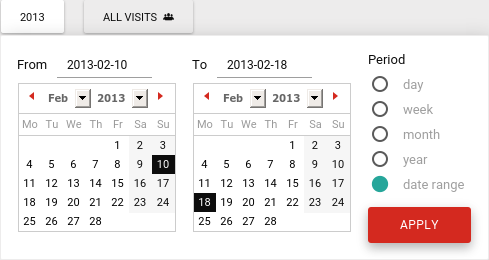 2013 ALL VISITS
From 2013-02-10 To 2013-02-18
Feb 2013 Feb 2013
Mo Tu We Th Fr Sa Su Mo Tu We Th Fr Sa Su
1 2 3 1 2 3
4 5 6 7 8 9 10 4 5 6 7 8 9 10
11 12 13 14 15 16 17 11 12 13 14 15 16 17
18 19 20 21 22 23 24 18 19 20 21 22 23 24
25 26 27 28 25 26 27 28
Period
day
week
month
year
date range
APPLY